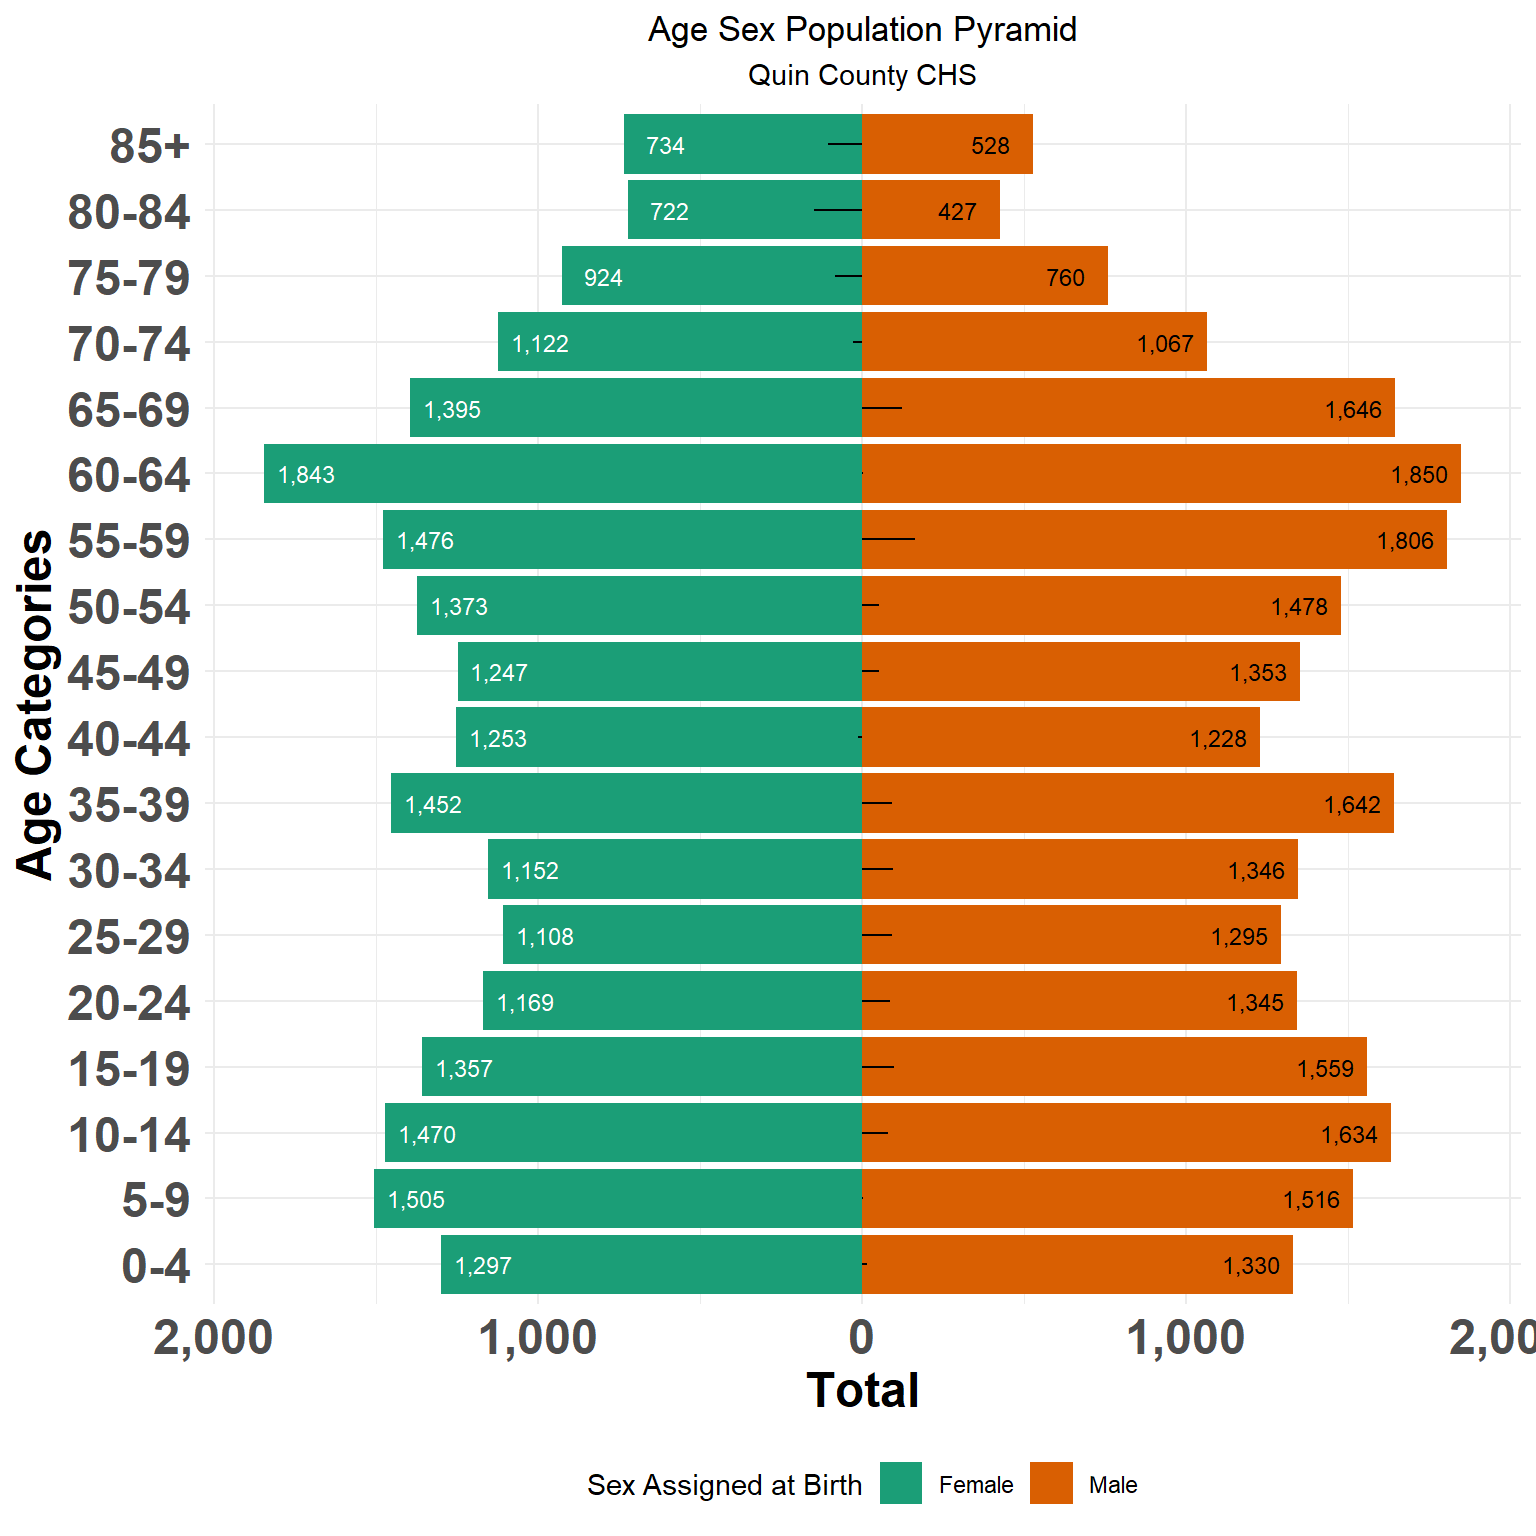 Age Sex Population Pyramid
Quin County CHS
Age Categories
85+ 734 528
80-84 722 427
75-79 924 760
70-74 1,122 1,067
65-69 1,395 1,646
60-64 1,843 1,850
55-59 1,476 1,806
50-54 1,373 1,478
45-49 1,247 1,353
40-44 1,253 1,228
35-39 1,452 1,642
30-34 1,152 1,346
25-29 1,108 1,295
20-24 1,169 1,345
15-19 1,357 1,559
10-14 1,470 1,634
5-9 1,505 1,516
0-4 1,297 1,330
2,000 1,000 0 1,000 2,00
Total
Sex Assigned at Birth Female Male